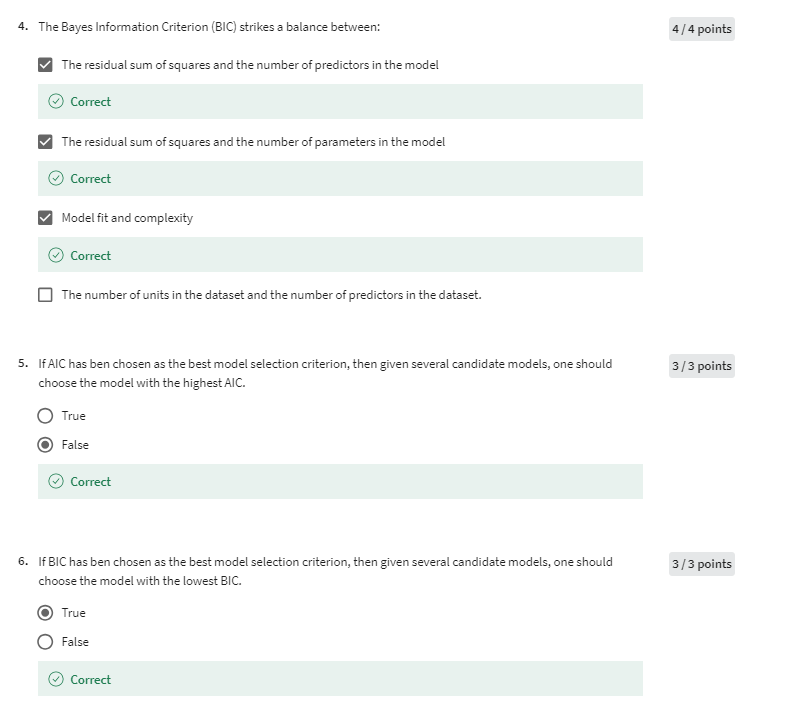 4. The Bayes Information Criterion (BIC) strikes a balance between:
4 / 4 points
The residual sum of squares and the number of predictors in the model
Correct
The residual sum of squares and the number of parameters in the model
Correct
Model fit and complexity
Correct
The number of units in the dataset and the number of predictors in the dataset.
5. If AIC has ben chosen as the best model selection criterion, then given several candidate models, one should
choose the model with the highest AIC.
3 / 3 points
True
False
Correct
6. If BIC has ben chosen as the best model selection criterion, then given several candidate models, one should
choose the model with the lowest BIC.
3 / 3 points
True
False
Correct